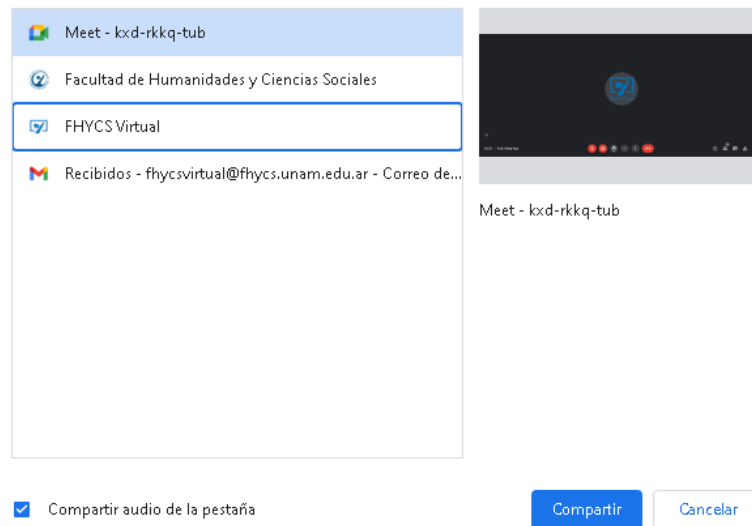 Meet - kxd-rkkq-tub
Facultad de Humanidades y Ciencias Sociales
FHYCS Virtual
Recibidos - fhycsvirtual@fhycs.unam.edu.ar - Correo de...
Meet - kxd-rkkq-tub
Compartir audio de la pestaña
Compartir
Cancelar